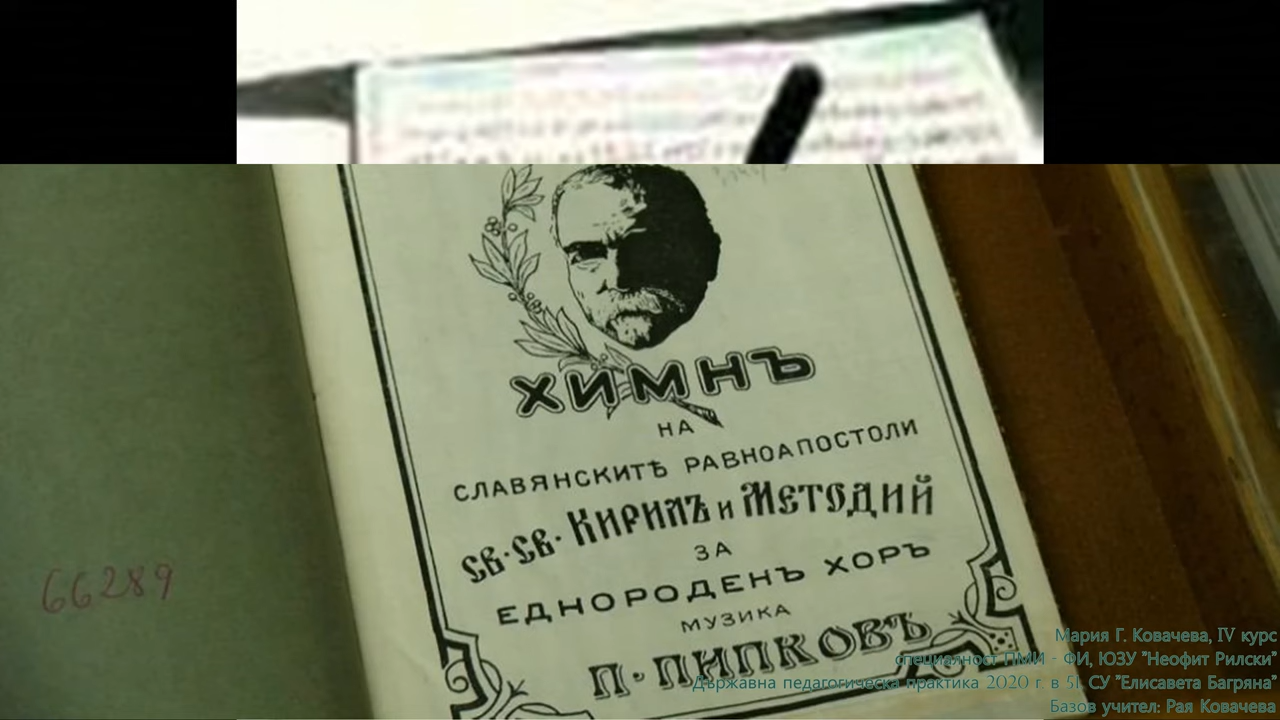 ХИМНЪ
НА
СЛАВЯНСКИТѢ РАВНОАПОСТОЛИ
СВ·СВ· КИРИЛЪ и МЕТОДИЙ
ЗА
ЕДНОРОДЕНЪ ХОРЪ
МУЗИКА
П·ПИПКОВЪ
66289
Мария Г. Ковачева, IV курс
специалност ПМИ - ФИ, ЮЗУ "Неофит Рилски"
Държавна педагогическа практика 2020 г. в 51. СУ "Елисавета Багряна"
Базов учител: Рая Ковачева